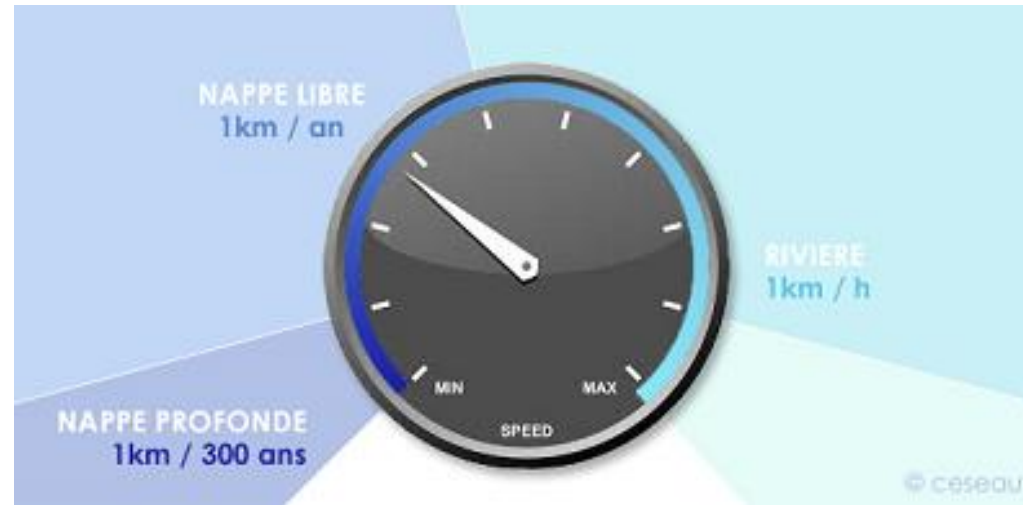 NAPPE LIBRE
1km / an
RIVIERE
1km / h
MIN
MAX
SPEED
NAPPE PROFONDE
1km / 300 ans
© ceseau